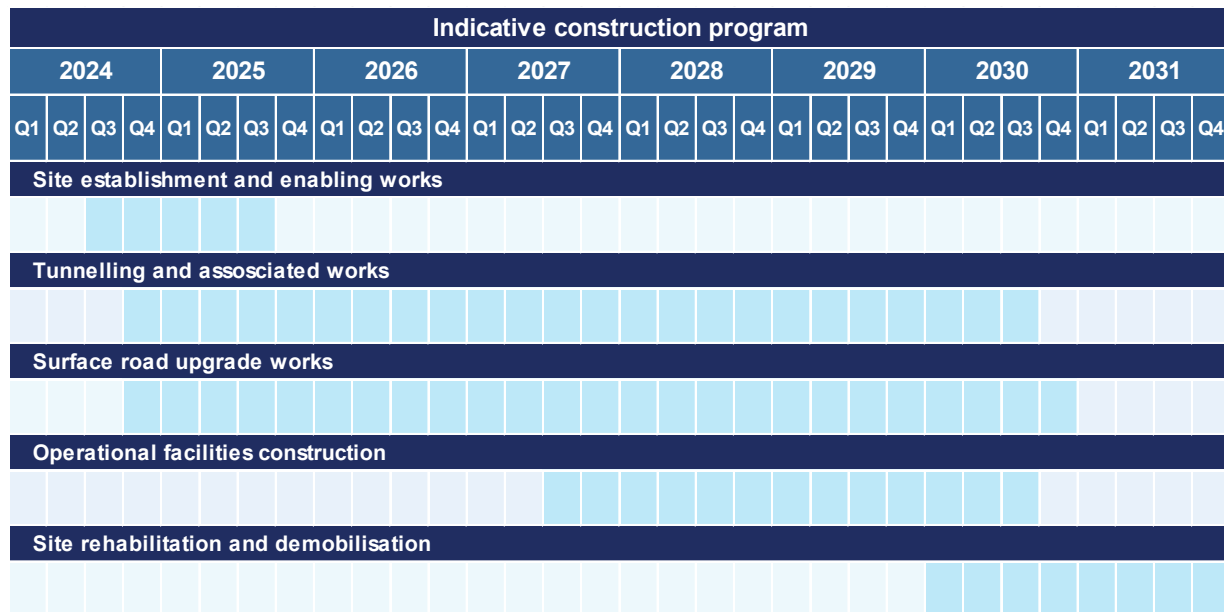 Indicative construction program
2024 2025 2026 2027 2028 2029 2030 2031
Q1 Q2 Q3 Q4 Q1 Q2 Q3 Q4 Q1 Q2 Q3 Q4 Q1 Q2 Q3 Q4 Q1 Q2 Q3 Q4 Q1 Q2 Q3 Q4 Q1 Q2 Q3 Q4 Q1 Q2 Q3 Q4
Site establishment and enabling works
Tunnelling and assosciated works
Surface road upgrade works
Operational facilities construction
Site rehabilitation and demobilisation